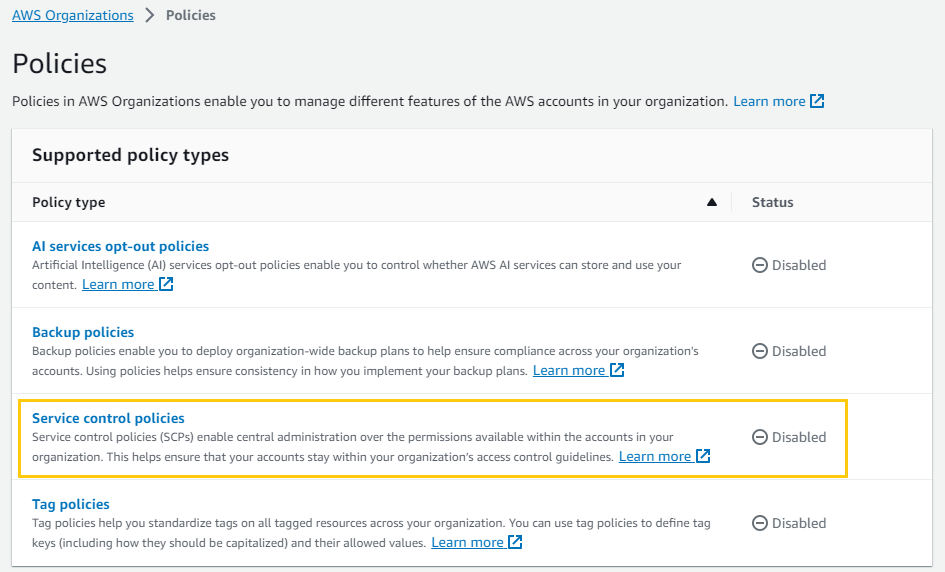 AWS Organizations > Policies
Policies
Policies in AWS Organizations enable you to manage different features of the AWS accounts in your organization. Learn more
Supported policy types
Policy type Status
AI services opt-out policies
Artificial Intelligence (AI) services opt-out policies enable you to control whether AWS AI services can store and use your
content. Learn more
Disabled
Backup policies
Backup policies enable you to deploy organization-wide backup plans to help ensure compliance across your organization's
accounts. Using policies helps ensure consistency in how you implement your backup plans. Learn more
Disabled
Service control policies
Service control policies (SCPs) enable central administration over the permissions available within the accounts in your
organization. This helps ensure that your accounts stay within your organization's access control guidelines. Learn more
Disabled
Tag policies
Tag policies help you standardize tags on all tagged resources across your organization. You can use tag policies to define tag
keys (including how they should be capitalized) and their allowed values. Learn more
Disabled